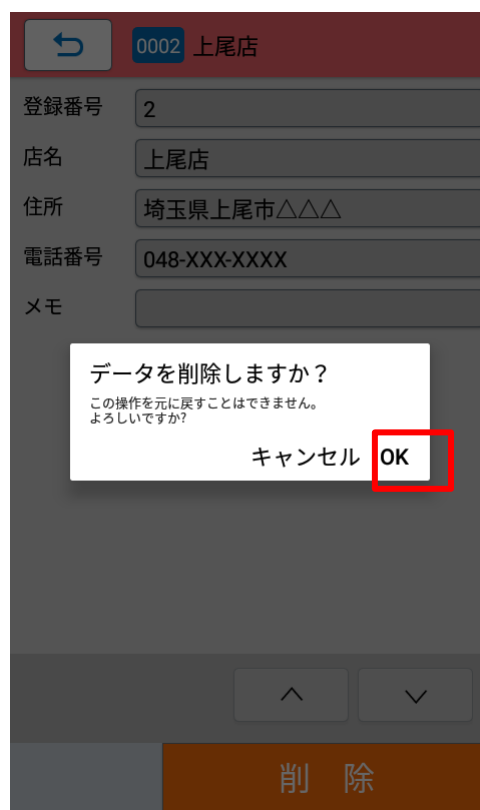 0002 上尾店
登録番号 2
店名 上尾店
住所 埼玉県上尾市△△△
電話番号 048-XXX-XXXX
メモ
データを削除しますか？
この操作を元に戻すことはできません。
よろしいですか?
キャンセル OK
削 除